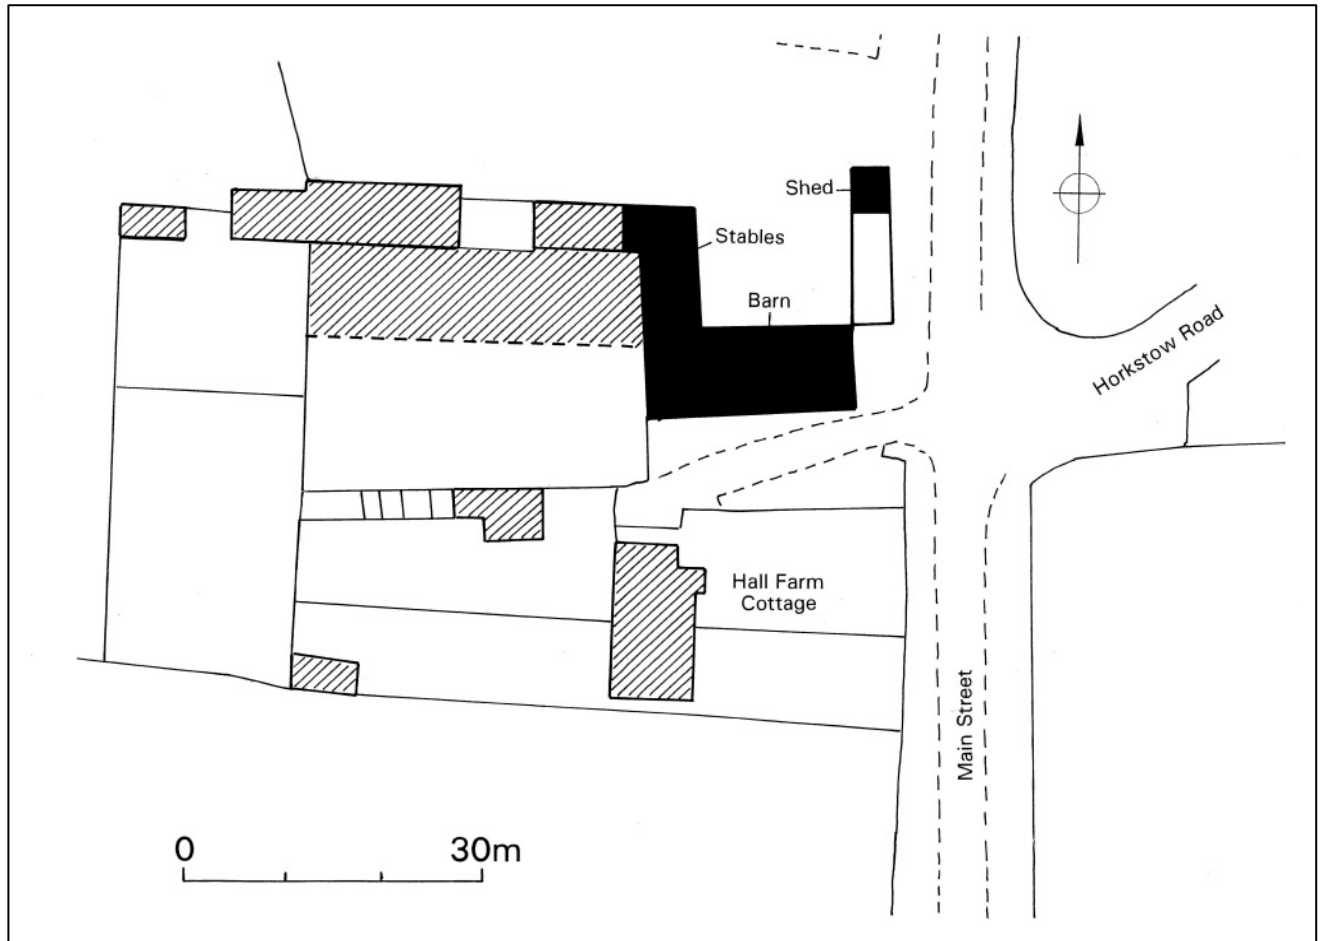 Shed
Stables
Barn
Horkstow Road
Hall Farm
Cottage
Main Street
0 30m